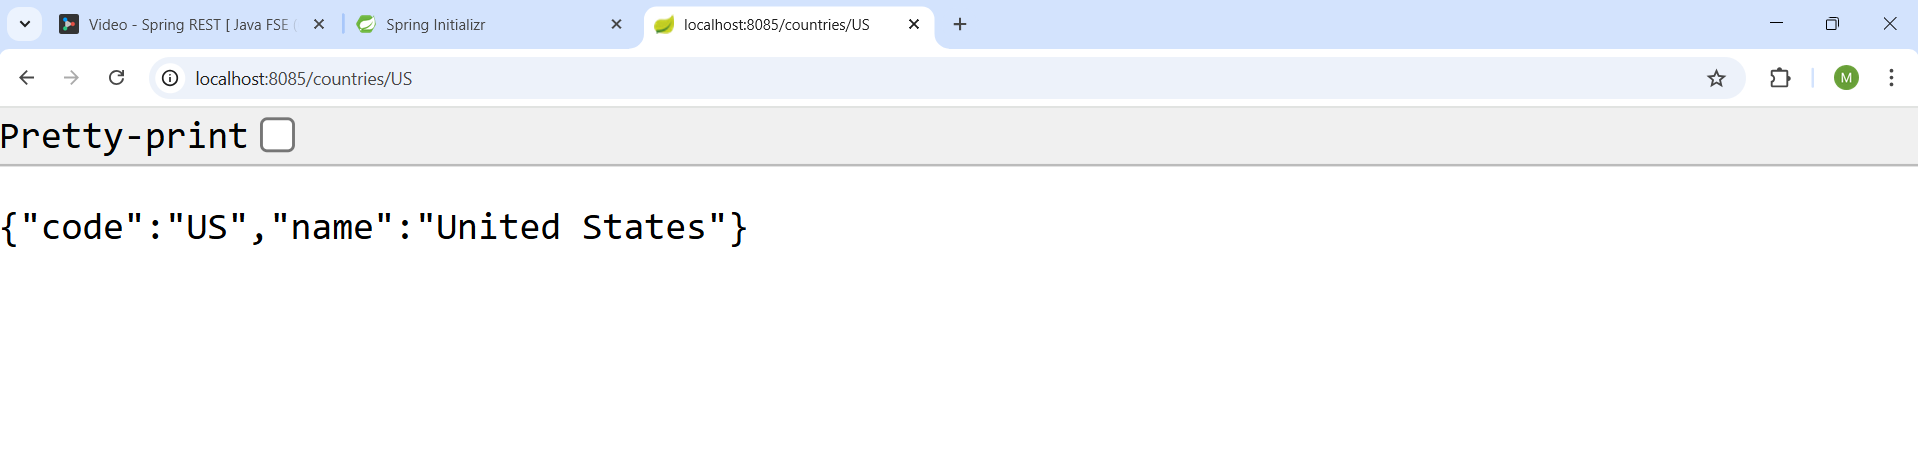 Video - Spring REST [ Java FSE (
Spring Initializr
localhost:8085/countries/US
localhost:8085/countries/US
M
Pretty-print
{"code":"US","name":"United States"}